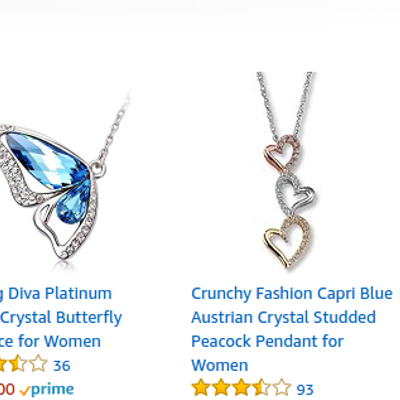 g Diva Platinum
Crystal Butterfly
ce for Women
36
00 prime
Crunchy Fashion Capri Blue
Austrian Crystal Studded
Peacock Pendant for
Women
93